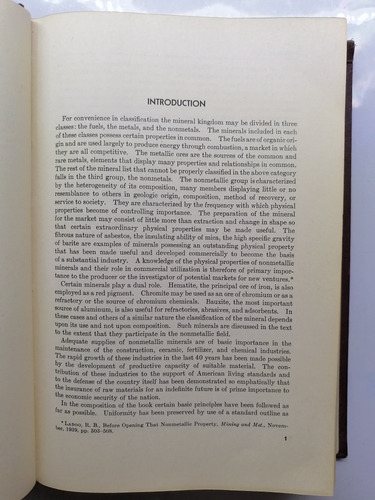 INTRODUCTION
For convenience in classification the mineral kingdom may be divided in three
classes: the fuels, the metals, and the nonmetals. The minerals included in each
of these classes possess certain properties in common. The fuels are of organic ori-
gin and are used largely to produce energy through combustion, a market in which
they are all competitive. The metallic ores are the sources of the common and
rare metals, elements that display many properties and relationships in common.
The rest of the mineral list that cannot be properly classified in the above category
falls in the third group, the nonmetals. The nonmetallic group is characterized
by the heterogeneity of its composition, many members displaying little or no
resemblance to others in geologic origin, composition, method of recovery, or
service to society. They are characterized by the frequency with which physical
properties become of controlling importance. The preparation of the mineral
for the market may consist of little more than extraction and change in shape so
that certain extraordinary physical properties may be made useful. The
fibrous nature of asbestos, the insulating ability of mica, the high specific gravity
of barite are examples of minerals possessing an outstanding physical property
that has been made useful and developed commercially to become the basis
of a substantial industry. A knowledge of the physical properties of nonmetallic
minerals and their role in commercial utilization is therefore of primary impor-
tance to the producer or the investigator of potential markets for new ventures.*
Certain minerals play a dual role. Hematite, the principal ore of iron, is also
employed as a red pigment. Chromite may be used as an ore of chromium or as a
refractory or the source of chromium chemicals. Bauxite, the most important
source of aluminum, is also useful for refractories, abrasives, and adsorbents. In
these cases and others of a similar nature the classification of the mineral depends
upon its use and not upon composition. Such minerals are discussed in the text
to the extent that they participate in the nonmetallic field.
Adequate supplies of nonmetallic minerals are of basic importance in the
maintenance of the construction, ceramic, fertilizer, and chemical industries.
The rapid growth of these industries in the last 40 years has been made possible
by the development of productive capacity of suitable material. The con-
tribution of these industries to the support of American living standards and
to the defense of the country itself has been demonstrated so emphatically that
the insurance of raw materials for an indefinite future is of prime importance to
the economic security of the nation.
In the composition of the book certain basic principles have been followed as
far as possible. Uniformity has been preserved by use of a standard outline as
* LADOO, R. B., Before Opening That Nonmetallic Property, Mining and Met., Novem-
ber, 1939, pp. 503–508.
1